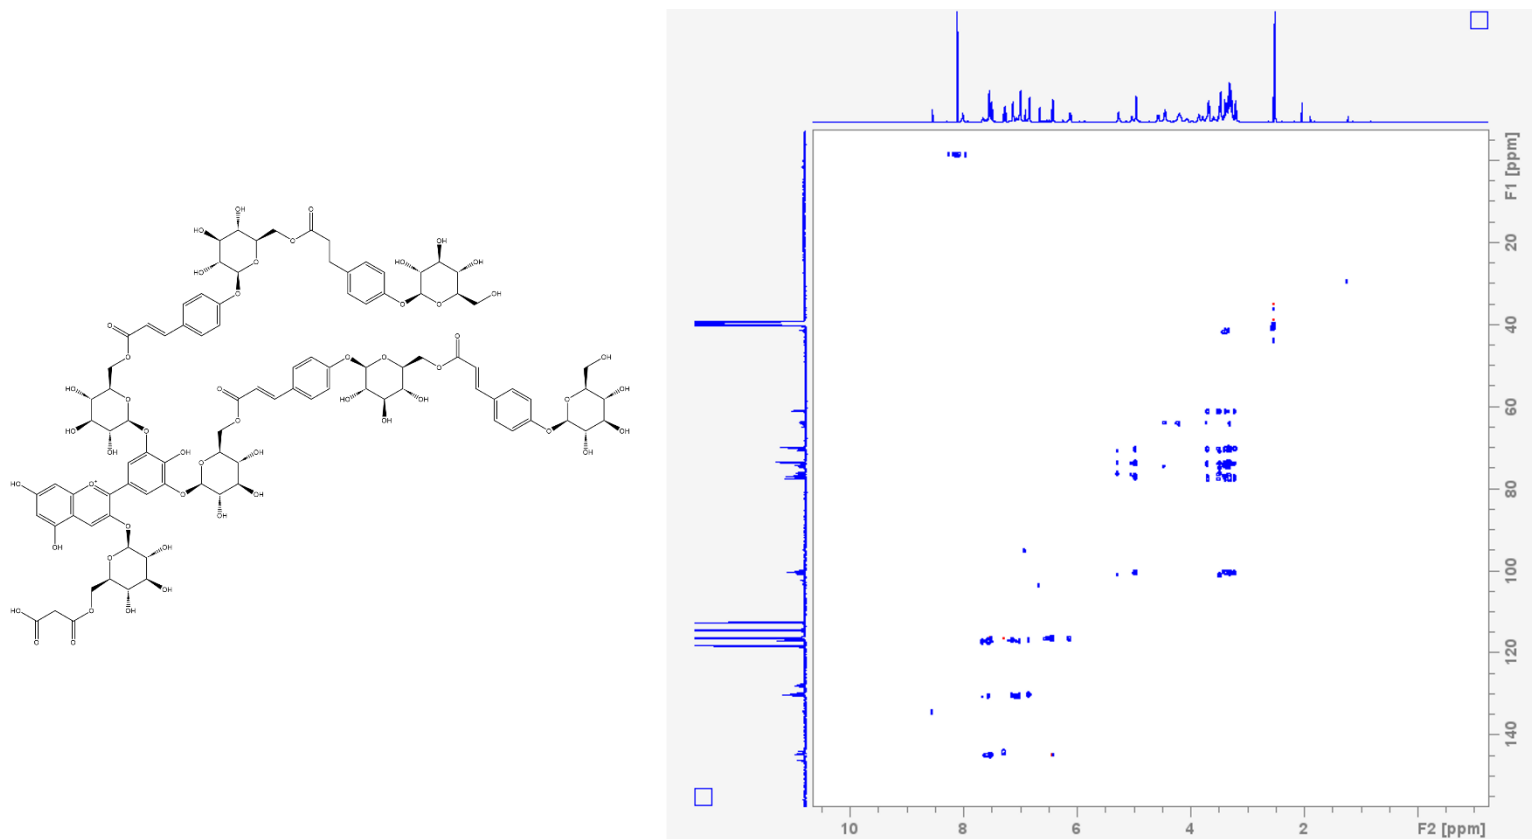 OH O
HO O OH
O HO OH
HO O O OH
O
O O
O O O OH
HO O O O OH
O HO OH O
HO O OH O OH
HO O O OH
OH OH OH
HO O⁺ O O OH
OH O OH
OH
O OH
HO O OH
OH
O O
F1 [ppm]
20
40
60
80
100
120
140
10 8 6 4 2 F2 [ppm]